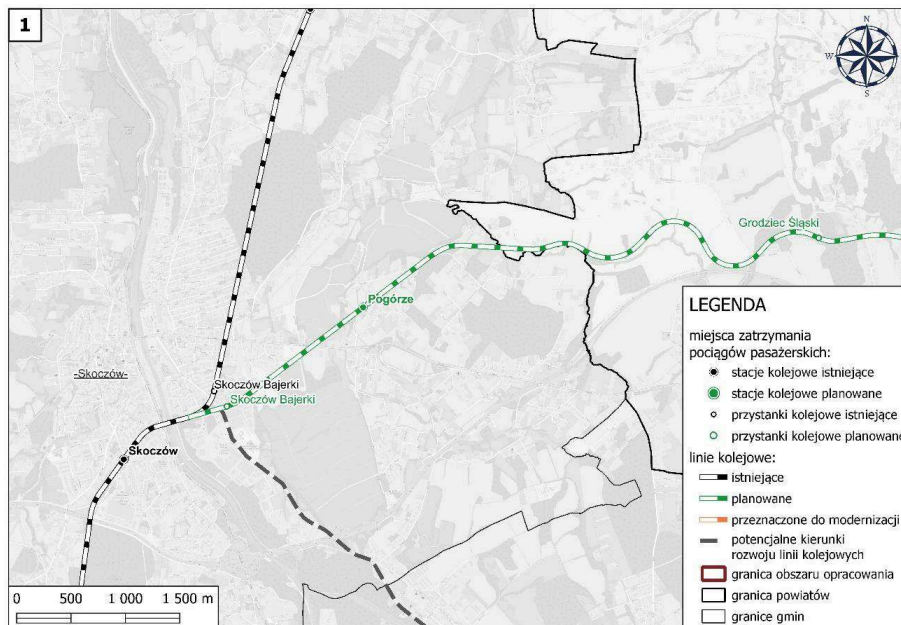 1
N
W
E
S
Grodziec Śląski
Pogórze
-Skoczów-
Skoczów Bajerki
Skoczów Bajerki
Skoczów
LEGENDA
miejsca zatrzymania
pociągów pasażerskich:
stacje kolejowe istniejące
stacje kolejowe planowane
przystanki kolejowe istniejące
przystanki kolejowe planowane
linie kolejowe:
istniejące
planowane
przeznaczone do modernizacji
potencjalne kierunki
rozwoju linii kolejowych
granica obszaru opracowania
granica powiatów
granice gmin
0 500 1 000 1 500 m